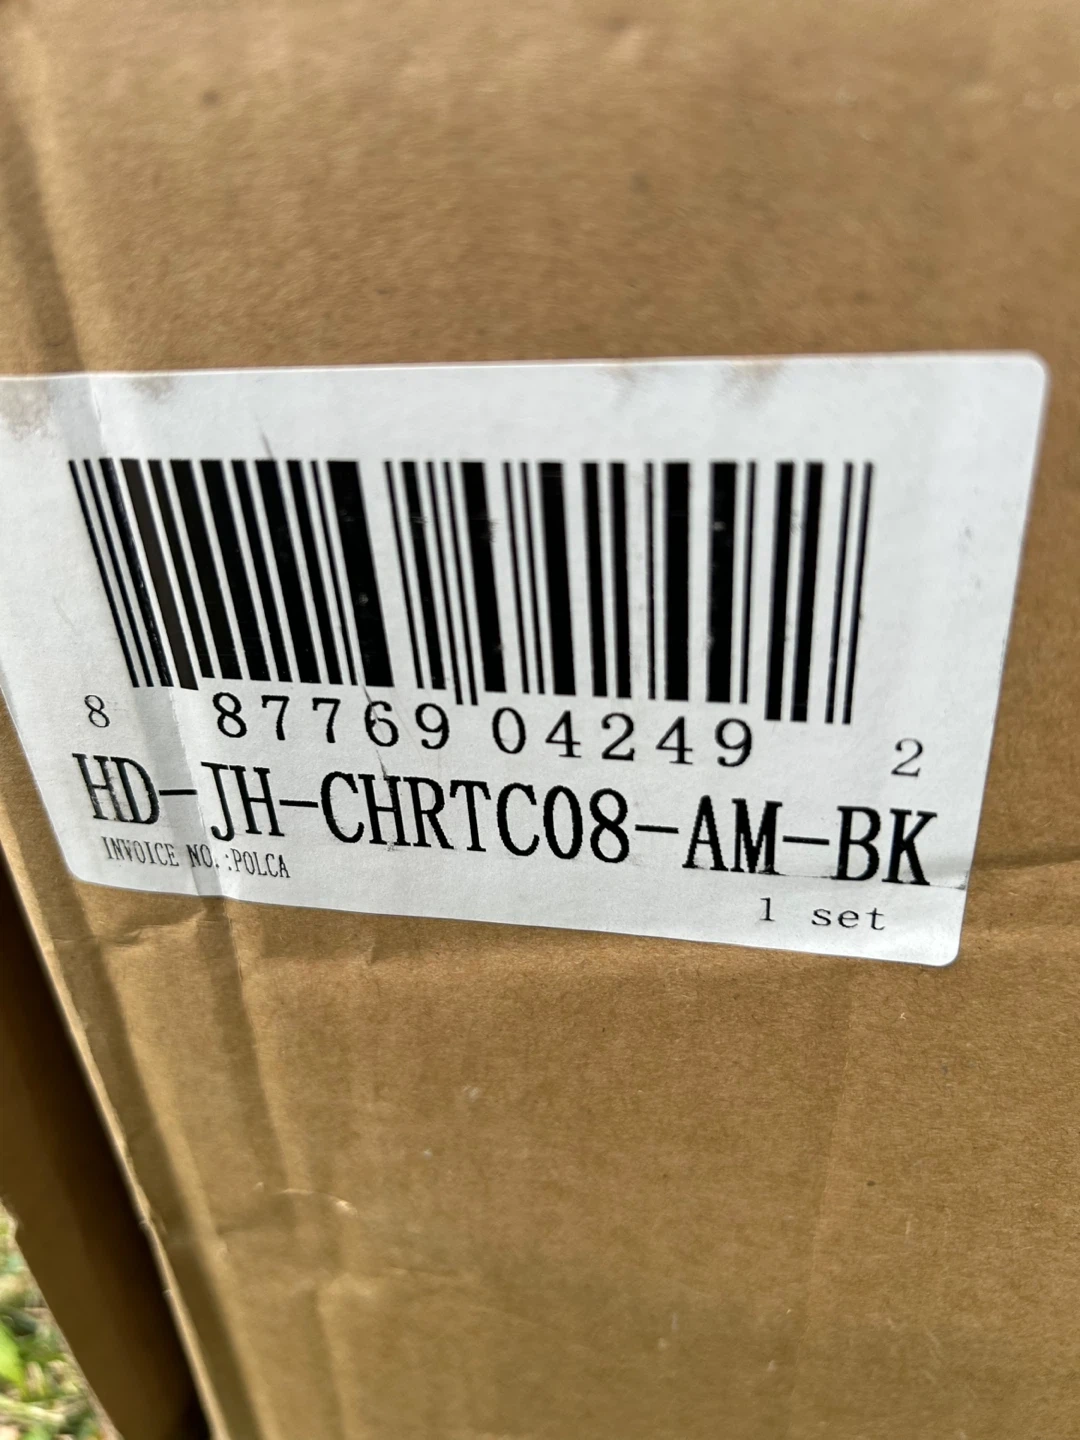 8 87769 04249 2
HD-JH-CHRTC08-AM-BK
INVOICE NO.:POLCA
1 set